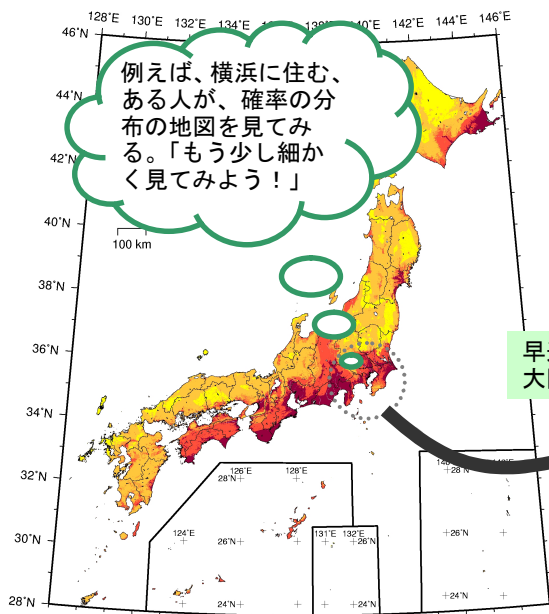 128˚E 130˚E 132˚E 134˚E 136˚E 138˚E 140˚E 142˚E 144˚E 146˚E
46˚N
例えば、横浜に住む、
ある人が、確率の分
布の地図を見てみ
る。「もう少し細か
く見てみよう！」
44˚N
42˚N
40˚N
100 km
38˚N
36˚N
34˚N
32˚N
30˚N
28˚N
126˚E 128˚E
28˚N
124˚E
26˚N
24˚N
131˚E 132˚E
26˚N
24˚N
28˚N
26˚N
24˚N